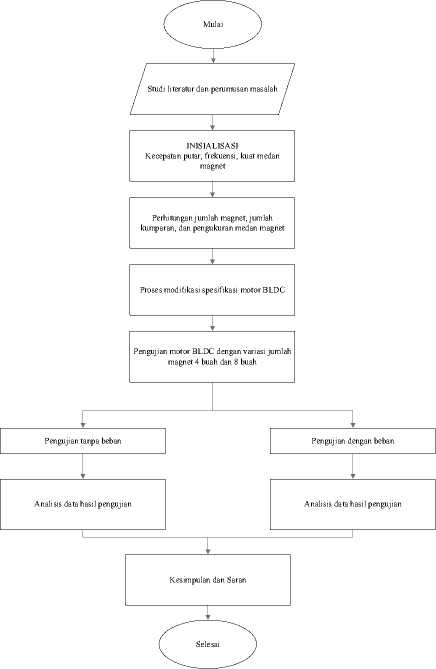 Mulai
Studi literatur dan perumusan masalah
INISIALISASI
Kecepatan putar, frekuensi, kuat medan
magnet
Perhitungan jumlah magnet, jumlah
kumparan, dan pengukuran medan magnet
Proses modifikasi spesifikasi motor BLDC
Pengujian motor BLDC dengan variasi jumlah
magnet 4 buah dan 8 buah
Pengujian tanpa beban
Pengujian dengan beban
Analisis data hasil pengujian
Analisis data hasil pengujian
Kesimpulan dan Saran
Selesai